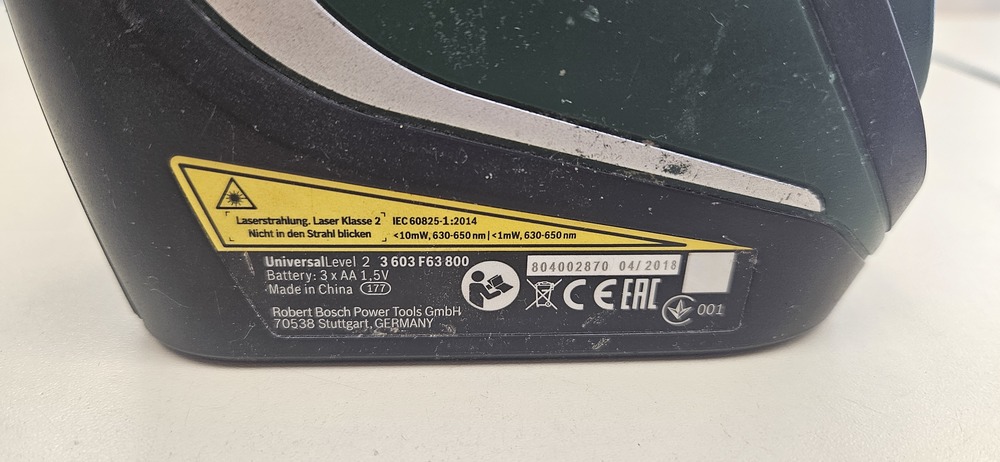 Laserstrahlung. Laser Klasse 2
Nicht in den Strahl blicken
IEC 60825-1:2014
<10mW, 630-650 nm | <1mW, 630-650 nm
UniversalLevel 2 3 603 F63 800
Battery: 3 x AA 1,5V
Made in China 177
Robert Bosch Power Tools GmbH
70538 Stuttgart, GERMANY
804002870 04/2018
CE EAC
001